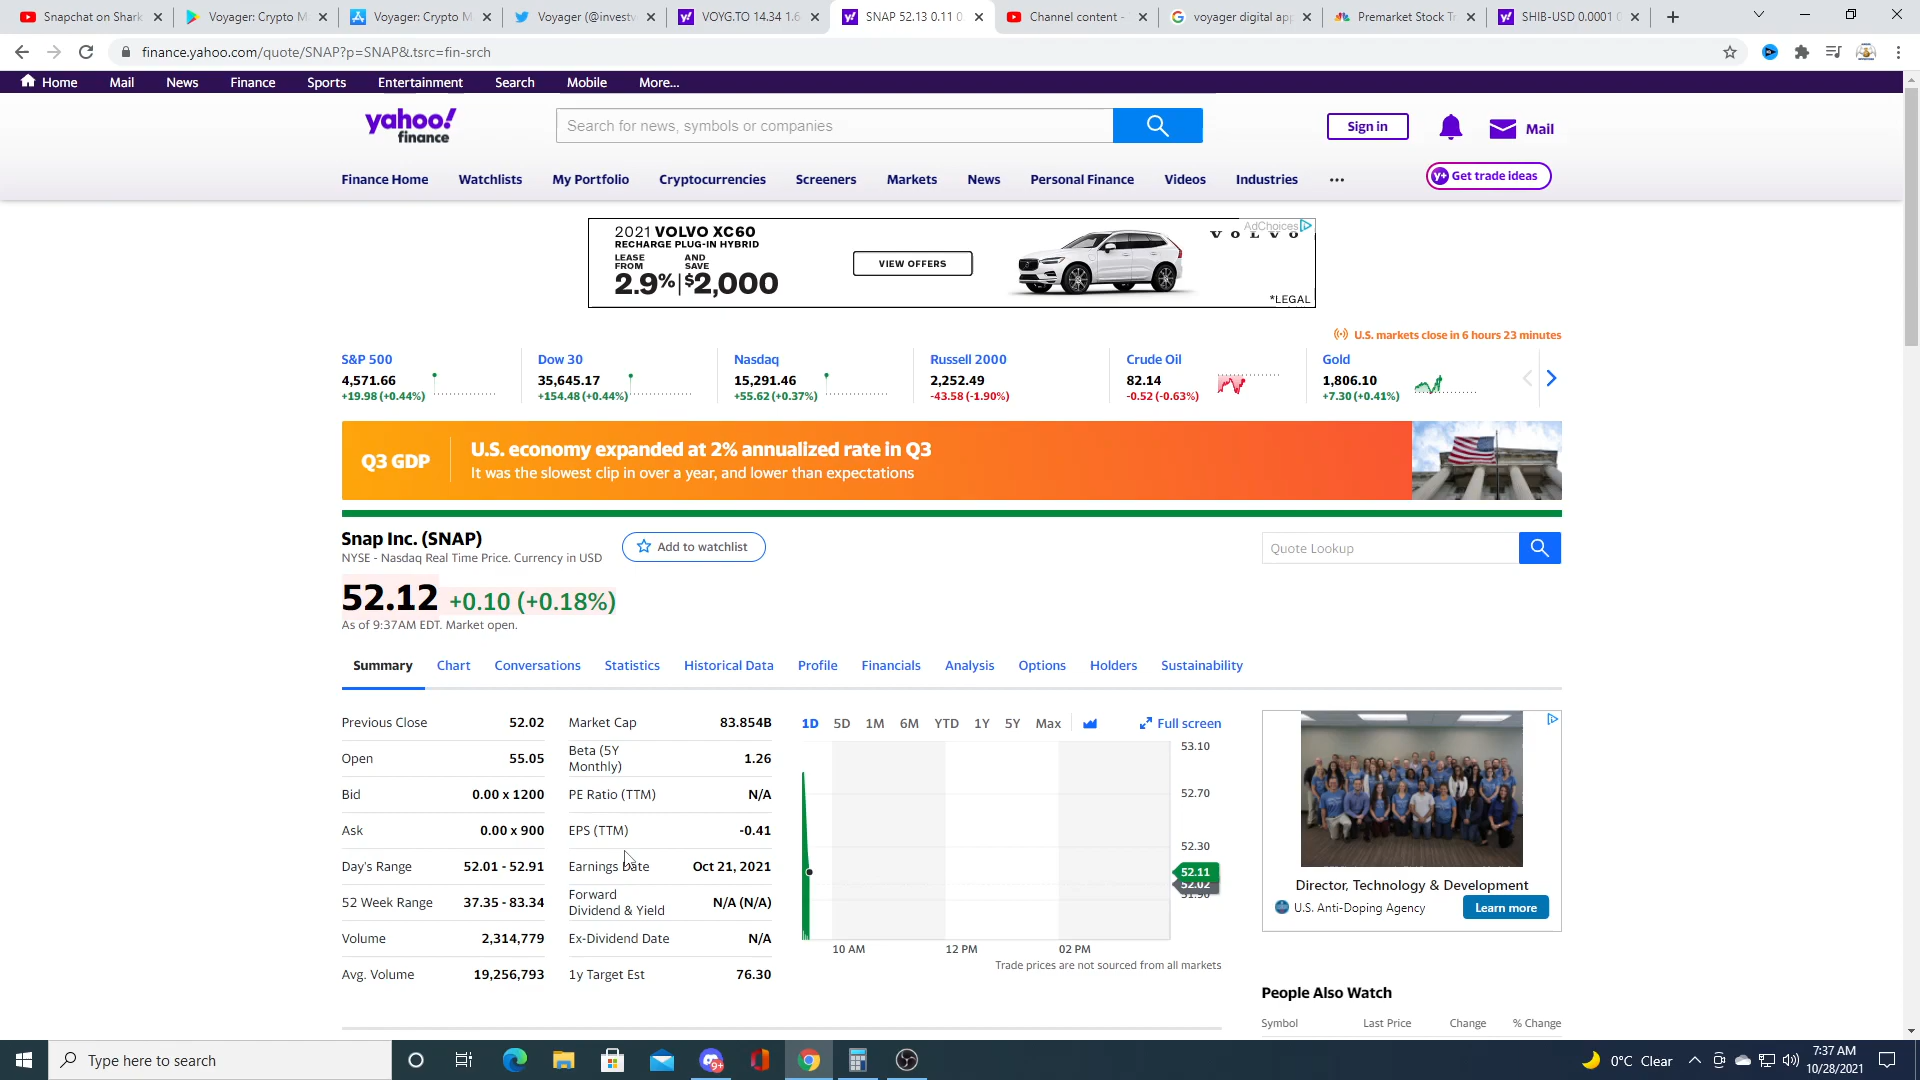 Snapchat on Shark
Voyager: Crypto M
Voyager: Crypto M
Voyager (@investv
VOYG.TO 14.34 1.6
SNAP 52.13 0.11 0
Channel content -
voyager digital app
Premarket Stock Tr
SHIB-USD 0.0001 0
finance.yahoo.com/quote/SNAP?p=SNAP&.tsrc=fin-srch
Home Mail News Finance Sports Entertainment Search Mobile More...
yahoo!
finance
Search for news, symbols or companies
Sign in
Mail
Finance Home Watchlists My Portfolio Cryptocurrencies Screeners Markets News Personal Finance Videos Industries ...
Y+ Get trade ideas
2021 VOLVO XC60
RECHARGE PLUG-IN HYBRID
LEASE FROM 2.9%
AND SAVE $2,000
VIEW OFFERS
AdChoices
VOLVO
*LEGAL
U.S. markets close in 6 hours 23 minutes
S&P 500
4,571.66
+19.98 (+0.44%)
Dow 30
35,645.17
+154.48 (+0.44%)
Nasdaq
15,291.46
+55.62 (+0.37%)
Russell 2000
2,252.49
-43.58 (-1.90%)
Crude Oil
82.14
-0.52 (-0.63%)
Gold
1,806.10
+7.30 (+0.41%)
Q3 GDP
U.S. economy expanded at 2% annualized rate in Q3
It was the slowest clip in over a year, and lower than expectations
Snap Inc. (SNAP)
NYSE - Nasdaq Real Time Price. Currency in USD
Add to watchlist
Quote Lookup
52.12 +0.10 (+0.18%)
As of 9:37AM EDT. Market open.
Summary Chart Conversations Statistics Historical Data Profile Financials Analysis Options Holders Sustainability
Previous Close 52.02
Open 55.05
Bid 0.00 x 1200
Ask 0.00 x 900
Day's Range 52.01 - 52.91
52 Week Range 37.35 - 83.34
Volume 2,314,779
Avg. Volume 19,256,793
Market Cap 83.854B
Beta (5Y
Monthly) 1.26
PE Ratio (TTM) N/A
EPS (TTM) -0.41
Earnings Date Oct 21, 2021
Forward
Dividend & Yield N/A (N/A)
Ex-Dividend Date N/A
1y Target Est 76.30
1D 5D 1M 6M YTD 1Y 5Y Max
Full screen
53.10
52.70
52.30
52.11
52.02
10 AM 12 PM 02 PM
Trade prices are not sourced from all markets
Director, Technology & Development
U.S. Anti-Doping Agency
Learn more
People Also Watch
Symbol Last Price Change % Change
Type here to search
9+
0°C Clear
7:37 AM
10/28/2021